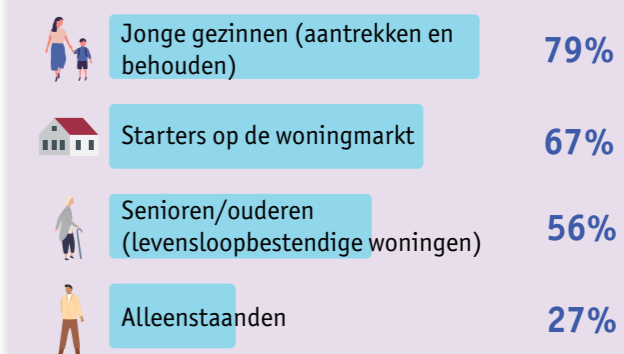 Jonge gezinnen (aantrekken en
behouden)
79%
Starters op de woningmarkt
67%
Senioren/ouderen
(levensloopbestendige woningen)
56%
Alleenstaanden
27%